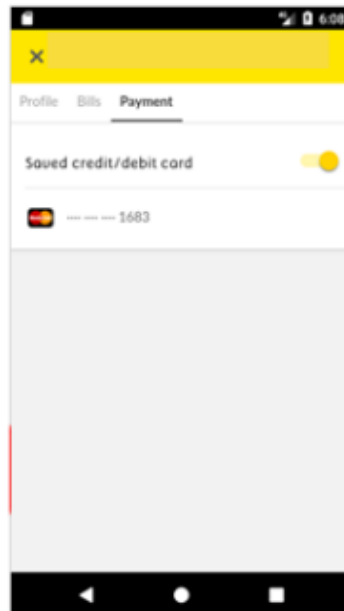 6:08
Profile Bills Payment
Saved credit/debit card
---- ---- ---- 1683